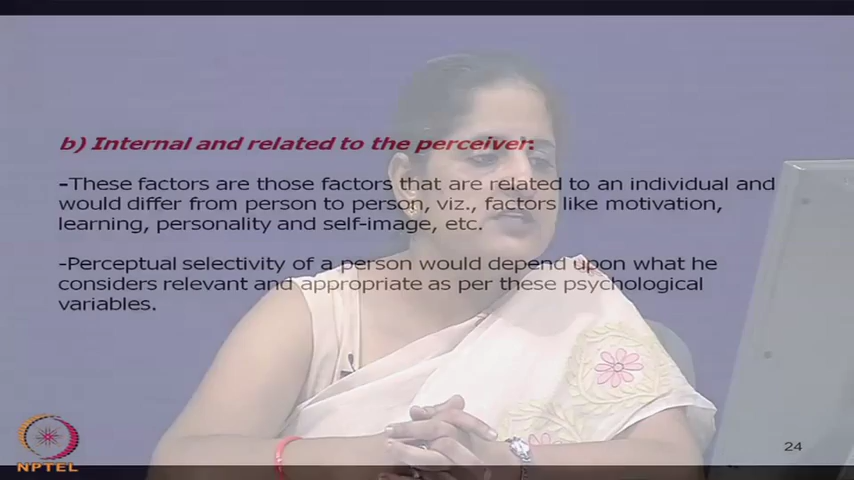 b) Internal and related to the perceiver:
-These factors are those factors that are related to an individual and
would differ from person to person, viz., factors like motivation,
learning, personality and self-image, etc.
-Perceptual selectivity of a person would depend upon what he
considers relevant and appropriate as per these psychological
variables.
24
NPTEL